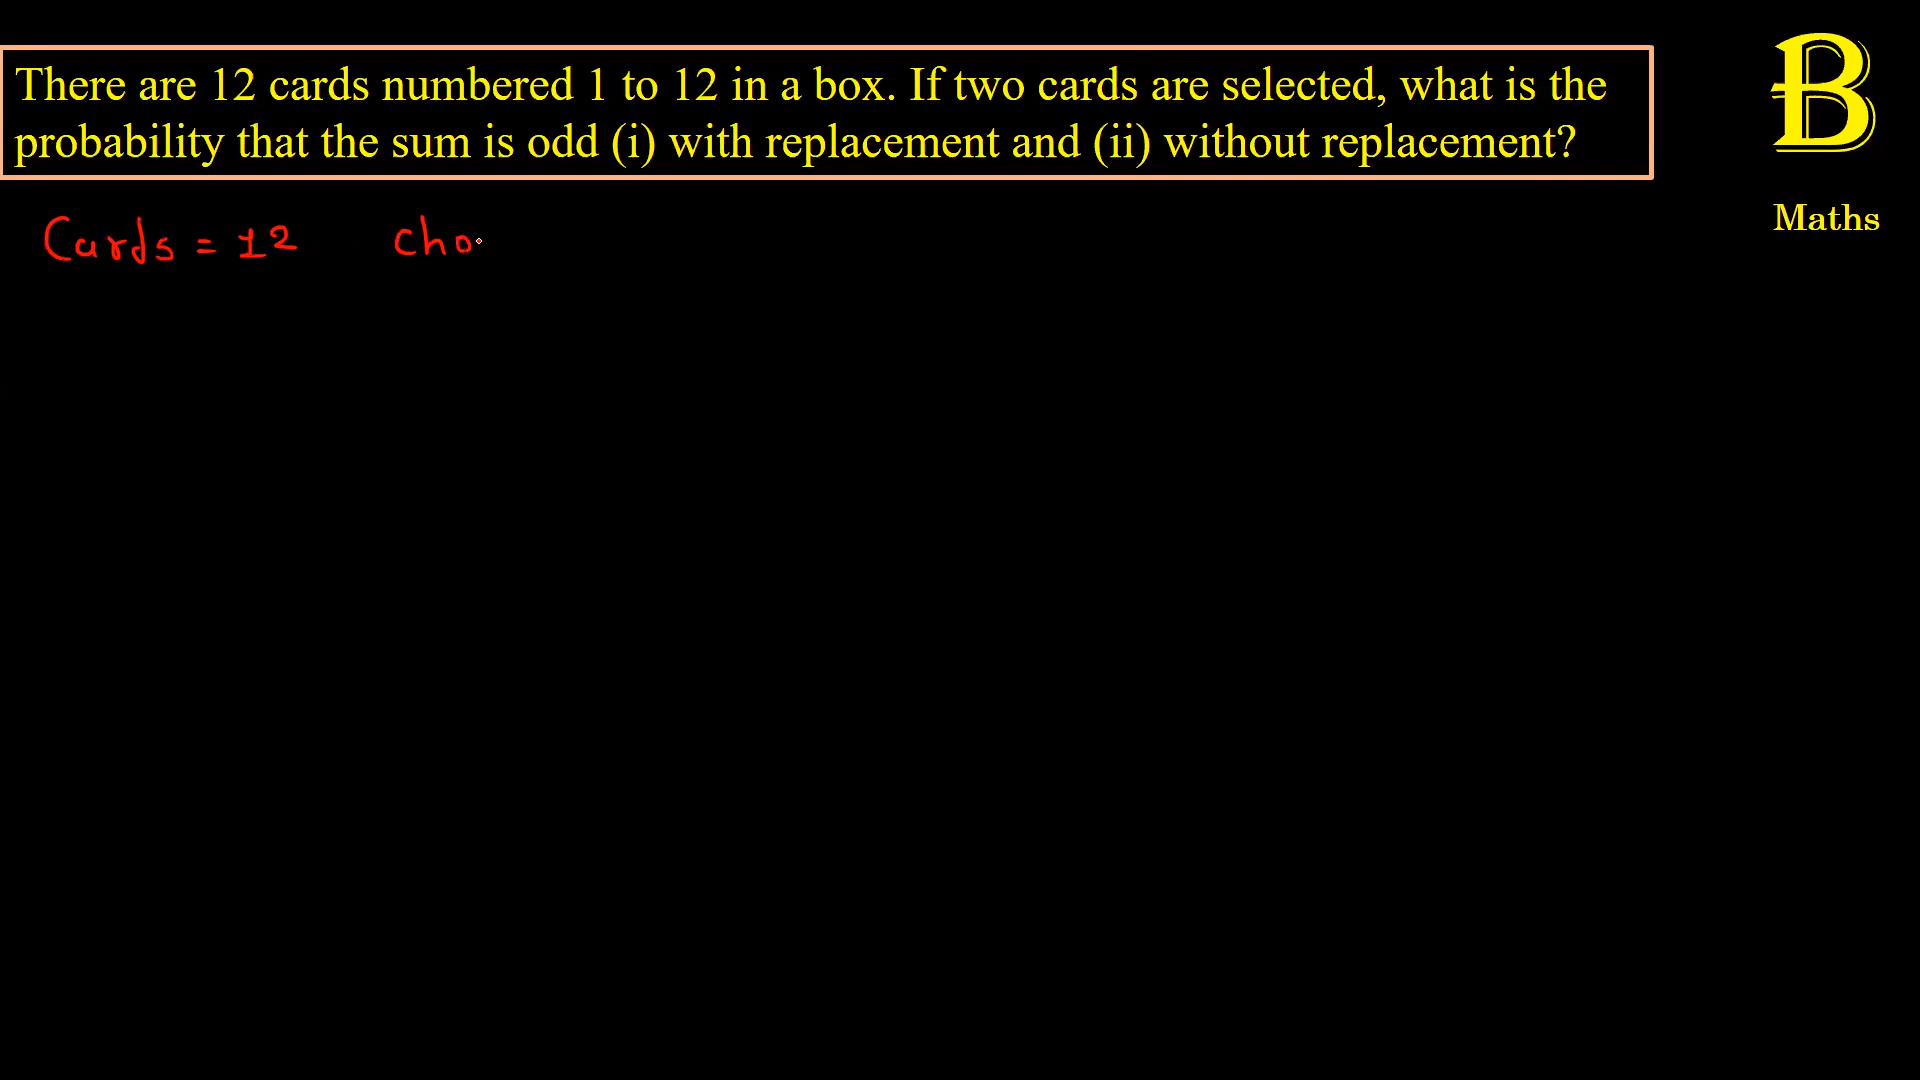 There are 12 cards numbered 1 to 12 in a box. If two cards are selected, what is the
probability that the sum is odd (i) with replacement and (ii) without replacement?
B
Maths
Cards = 12 cho